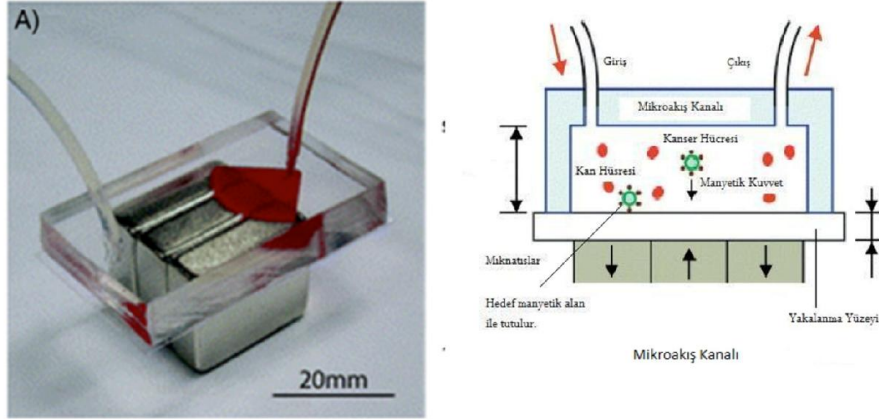 A)
20mm
Giriş
Çıkış
Mikroakış Kanalı
Kanser Hücresi
Kan Hüsresi
Manyetik Kuvvet
Mıknatıslar
Hedef manyetik alan
ile tutulur.
Yakalanma Yüzeyi
Mikroakış Kanalı